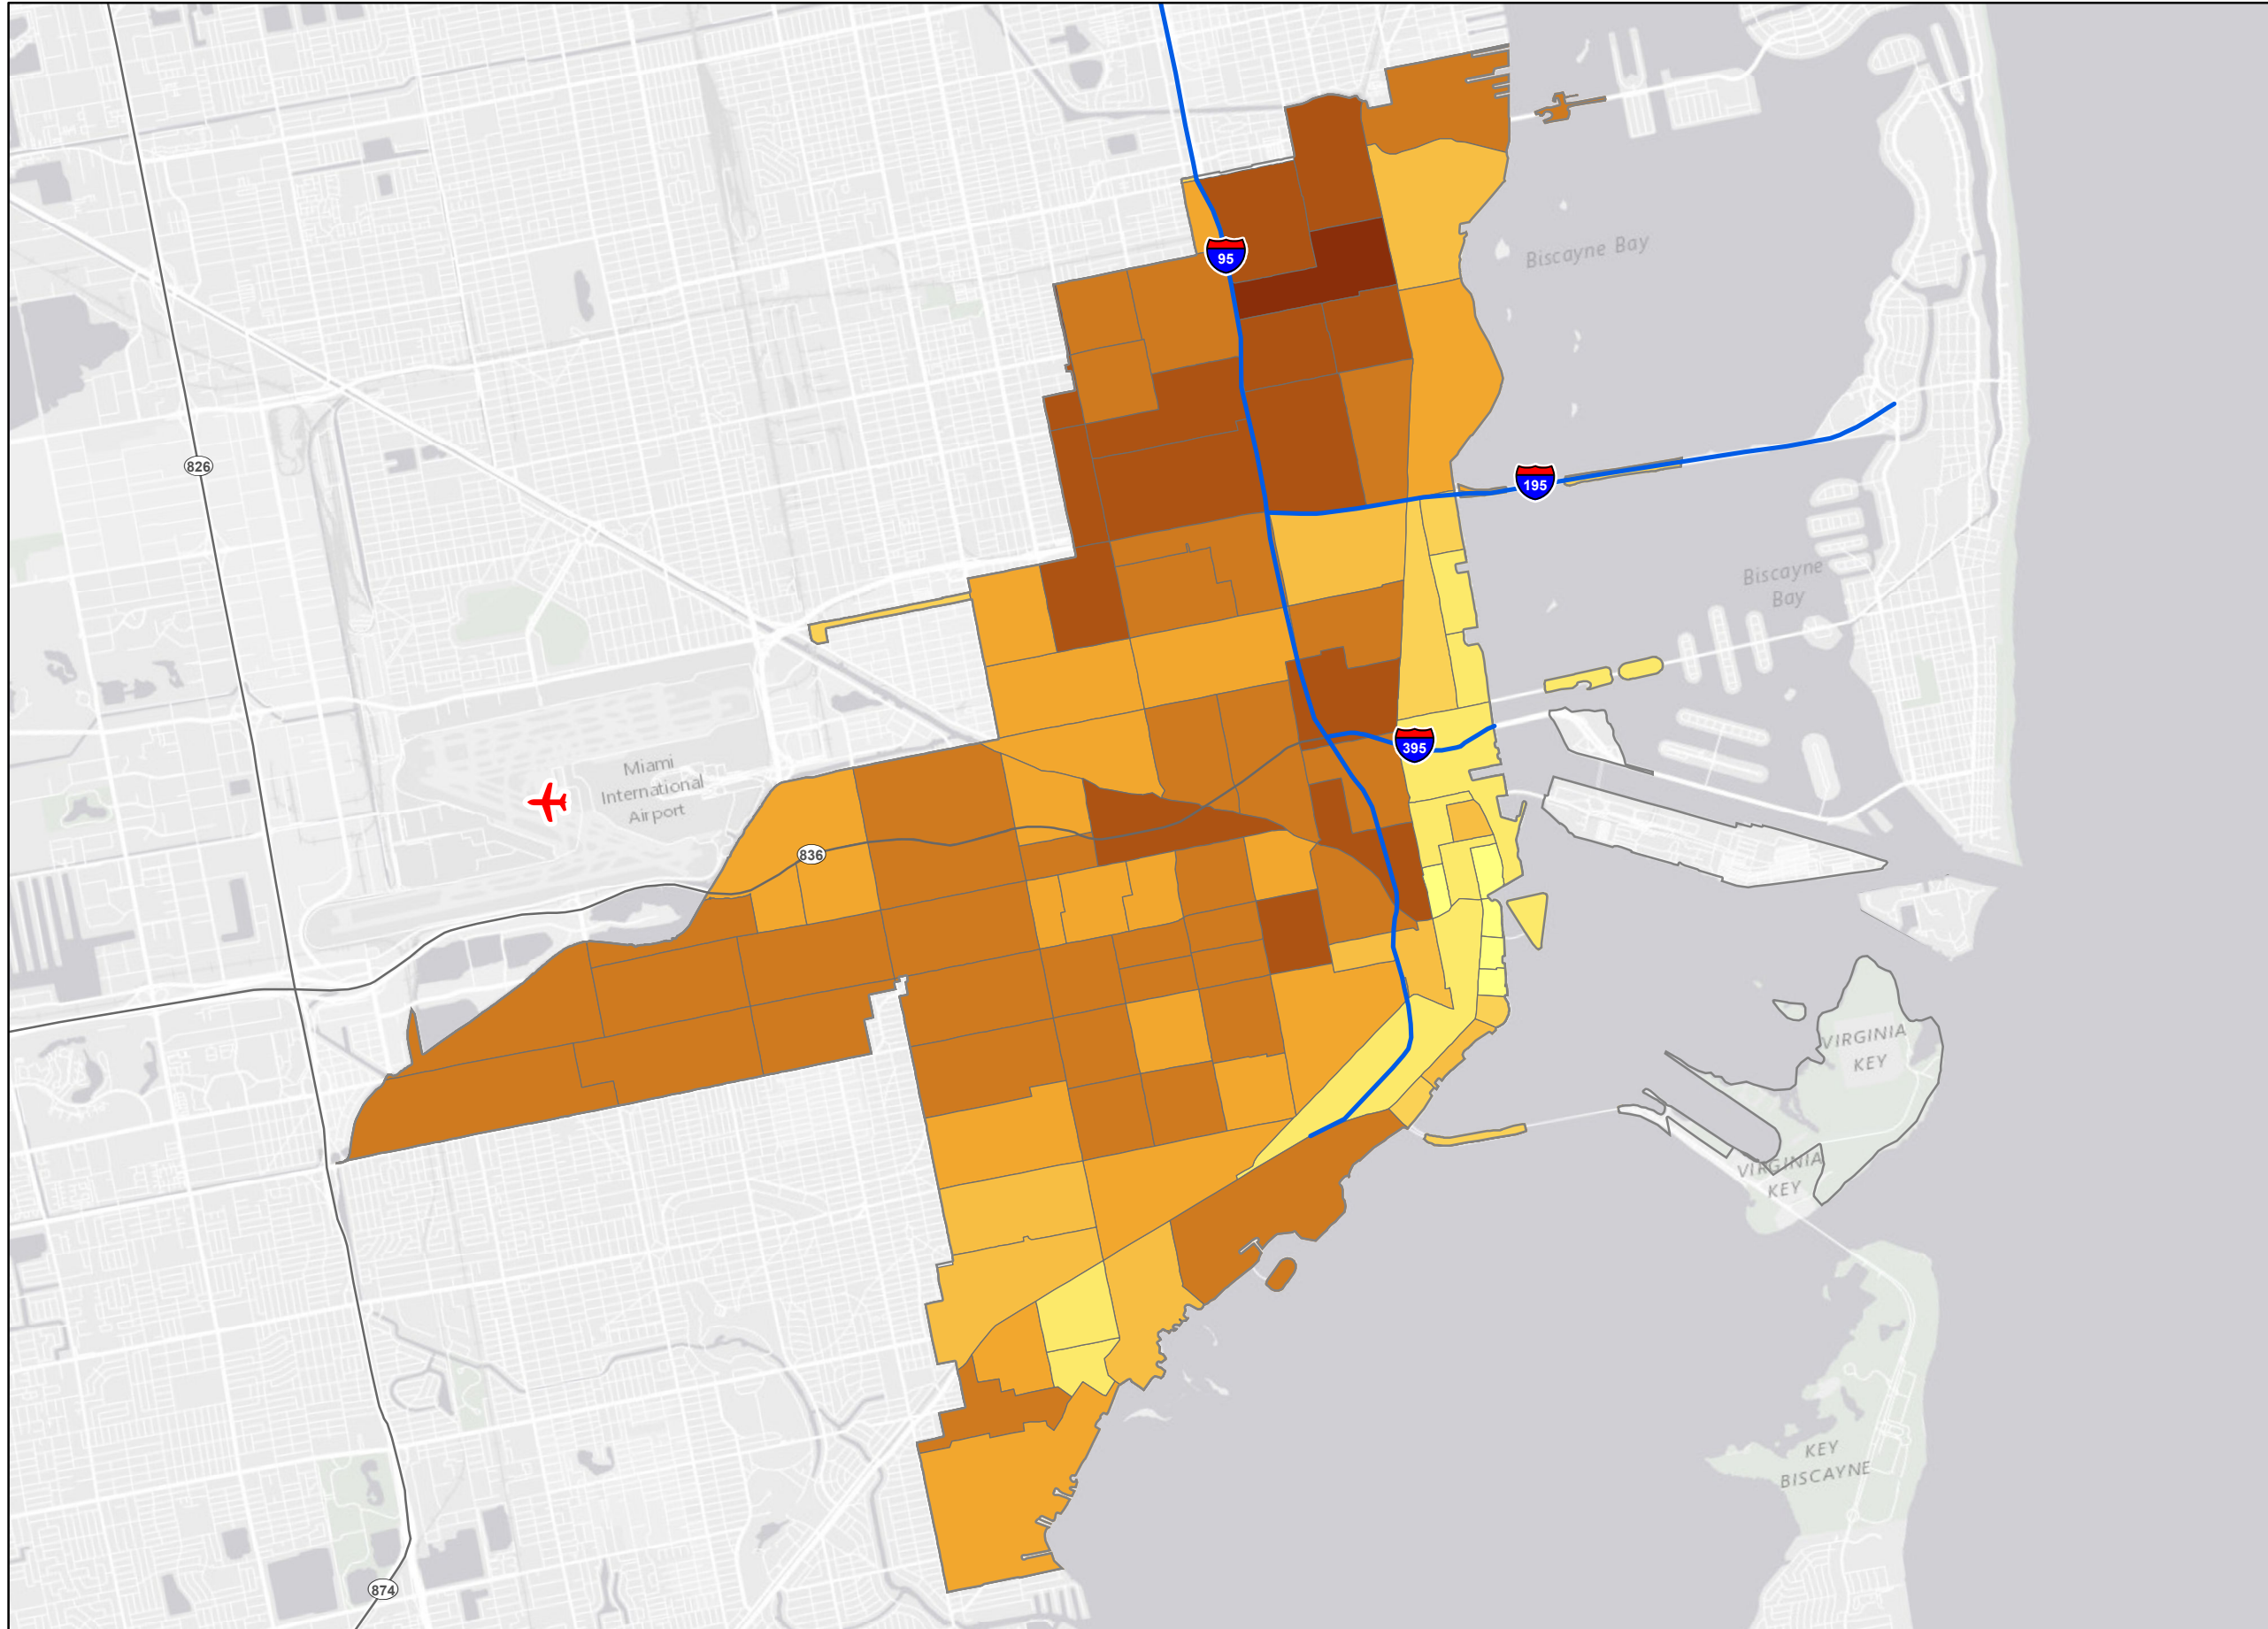 95
Biscayne Bay
826
195
Biscayne
Bay
395
Miami
International
Airport
836
VIRGINIA
KEY
VIRGINIA
KEY
KEY
BISCAYNE
874